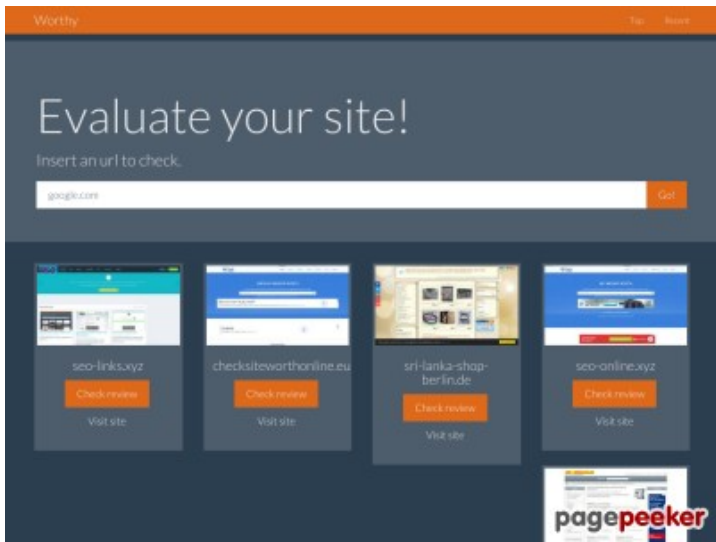 Worthy
Top Recent
Evaluate your site!
Insert an url to check.
google.com
Go!
seo-links.xyz
Check review
Visit site
checksiteworthonline.eu
Check review
Visit site
sri-lanka-shop-
berlin.de
Check review
Visit site
seo-online.xyz
Check review
Visit site
pagepeeker